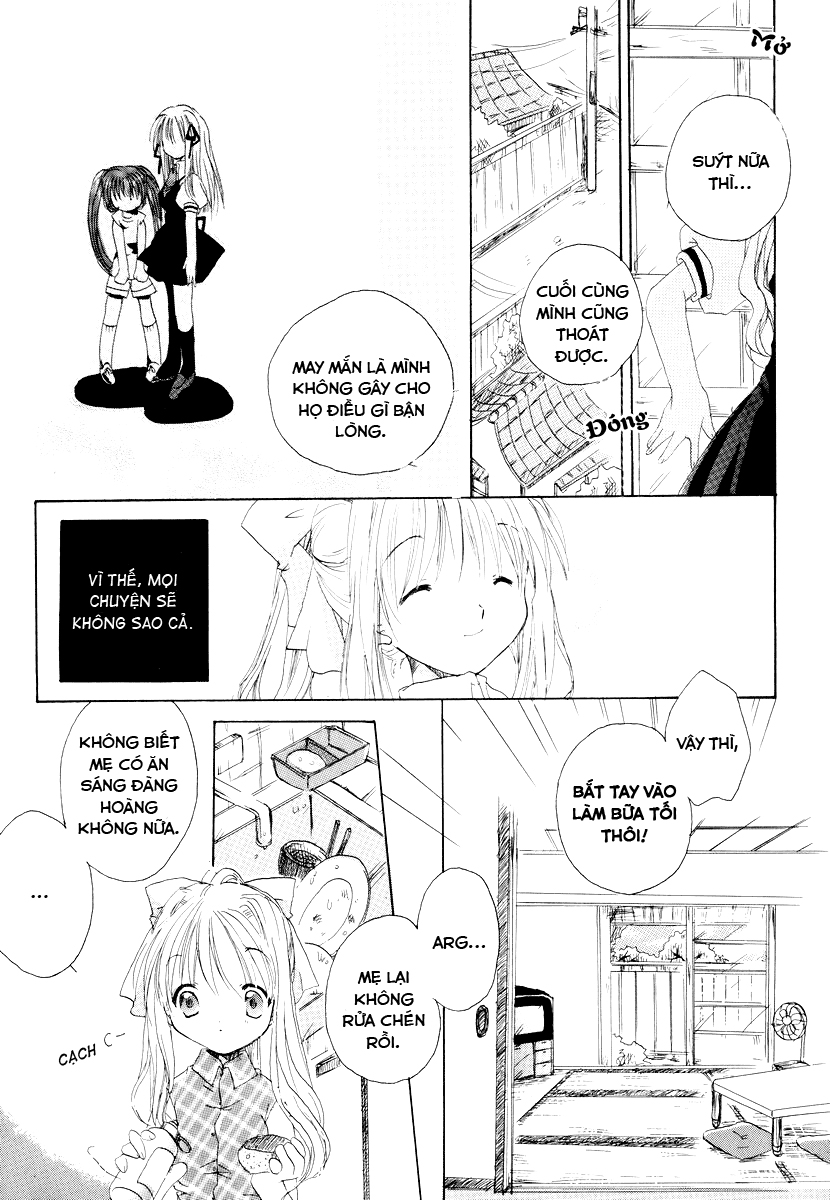 Mở
SUÝT NỮA
THÌ...
CUỐI CÙNG
MÌNH CŨNG
THOÁT
ĐƯỢC.
Đóng
MAY MẮN LÀ MÌNH
KHÔNG GÂY CHO
HỌ ĐIỀU GÌ BẬN
LÒNG.
VÌ THẾ, MỌI
CHUYỆN SẼ
KHÔNG SAO CẢ.
VẬY THÌ,
BẮT TAY VÀO
LÀM BỮA TỐI
THÔI!
ARG...
MẸ LẠI
KHÔNG
RỬA CHÉN
RỒI.
KHÔNG BIẾT
MẸ CÓ ĂN
SÁNG ĐÀNG
HOÀNG
KHÔNG NỮA.
...
CẠCH